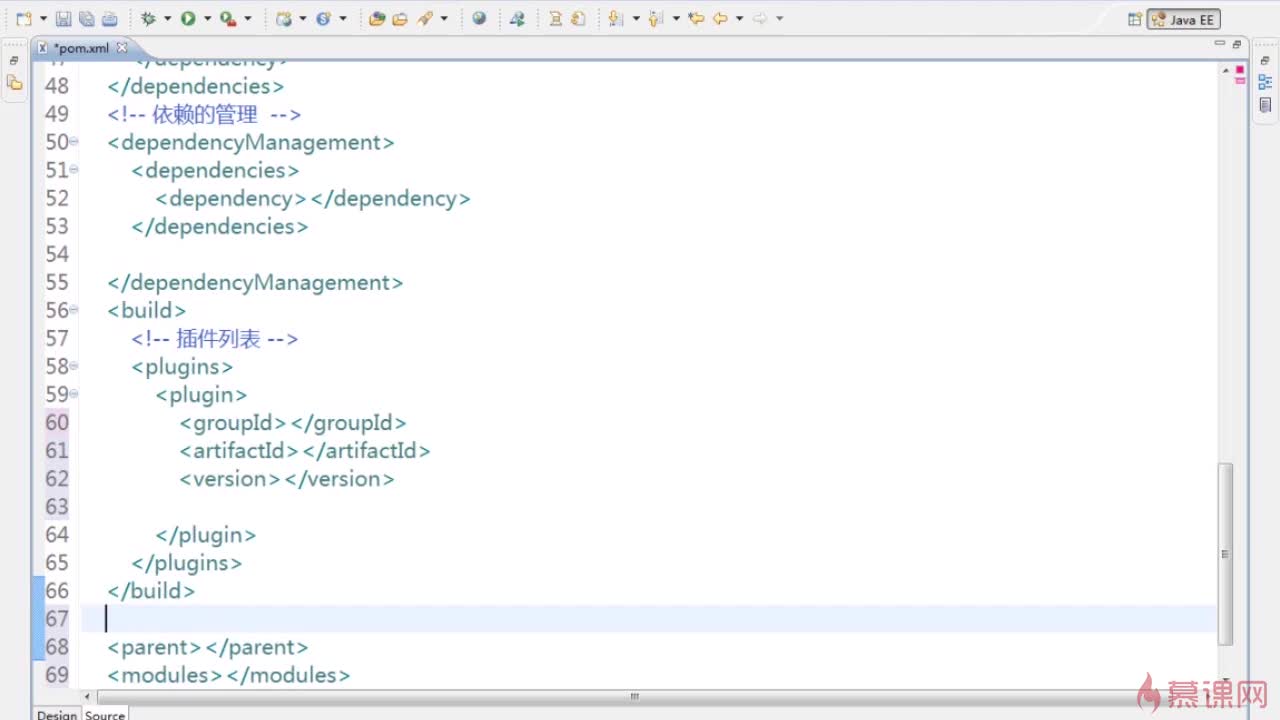 Java EE
*pom.xml
47 </dependency>
48 </dependencies>
49 <!-- 依赖的管理 -->
50 <dependencyManagement>
51 <dependencies>
52 <dependency></dependency>
53 </dependencies>
54
55 </dependencyManagement>
56 <build>
57 <!-- 插件列表 -->
58 <plugins>
59 <plugin>
60 <groupId></groupId>
61 <artifactId></artifactId>
62 <version></version>
63
64 </plugin>
65 </plugins>
66 </build>
67
68 <parent></parent>
69 <modules></modules>
慕课网
Design Source